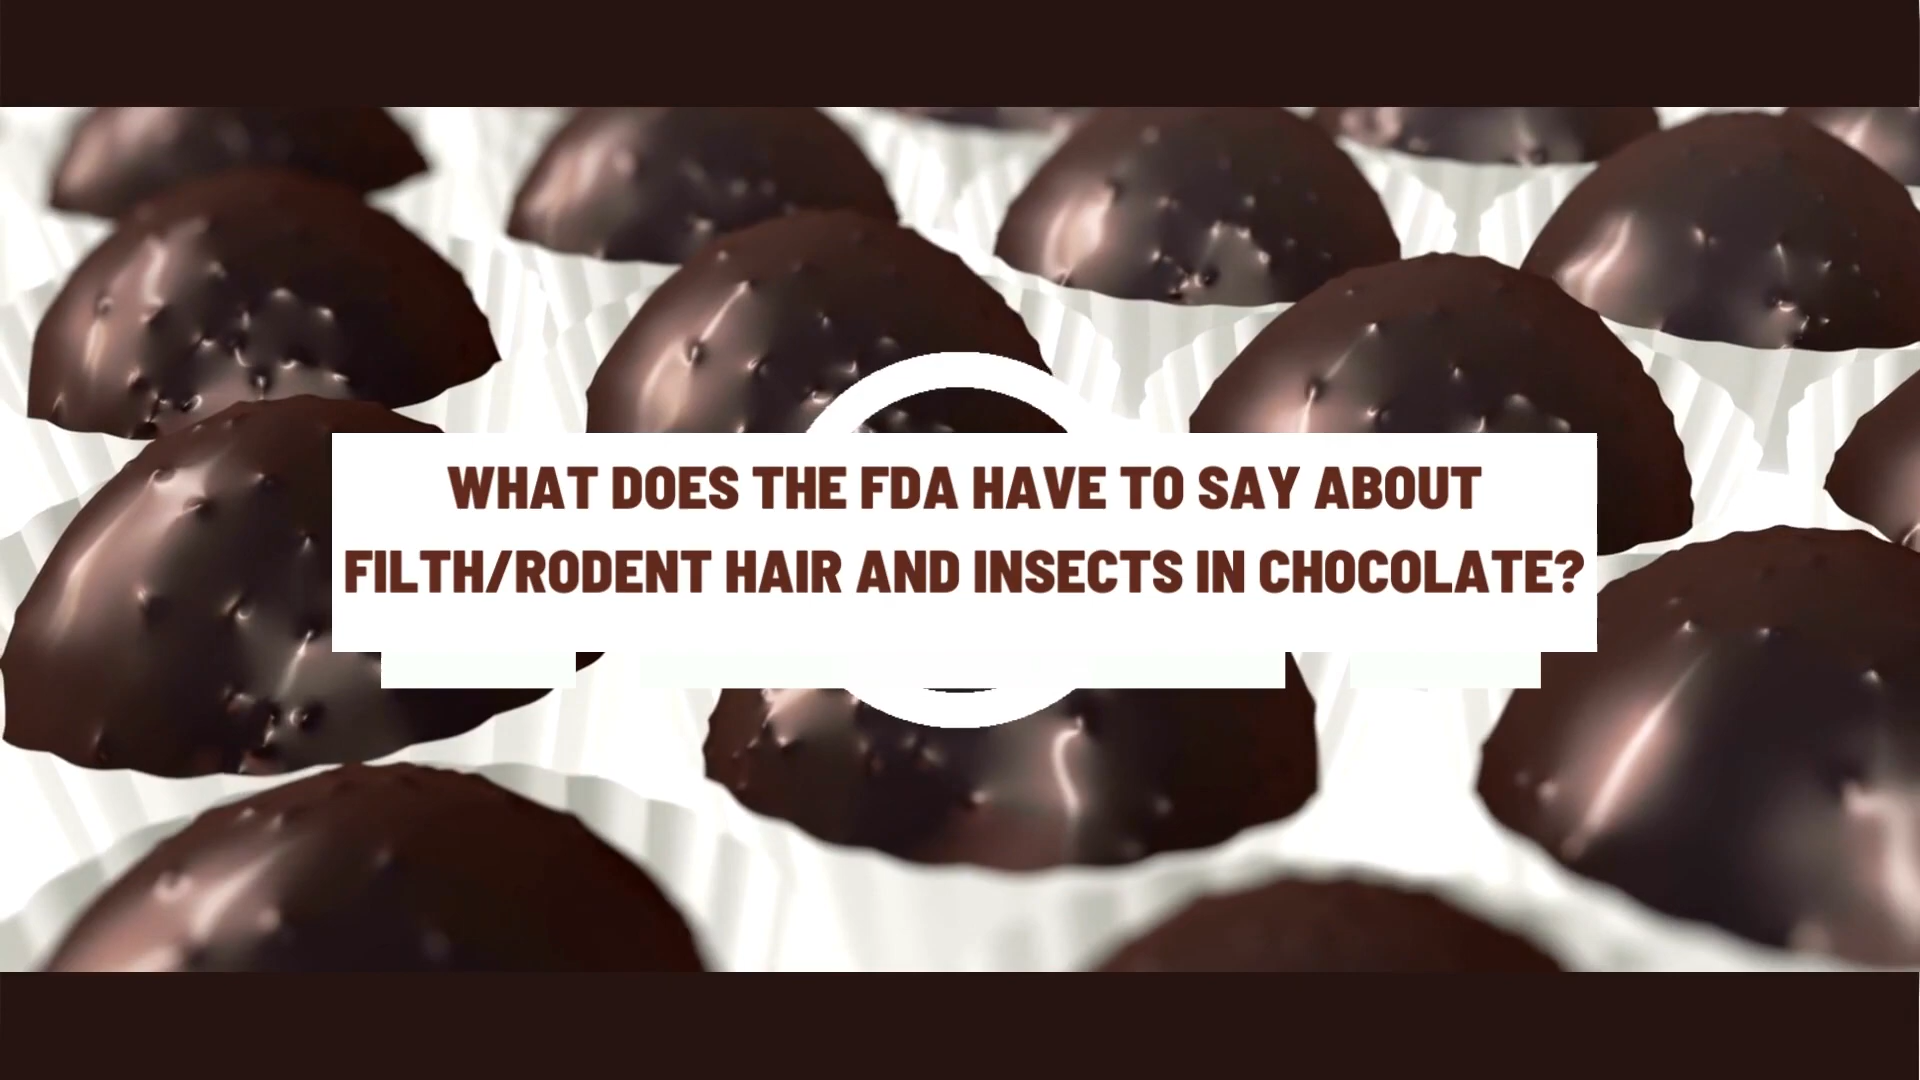 WHAT DOES THE FDA HAVE TO SAY ABOUT
FILTH/RODENT HAIR AND INSECTS IN CHOCOLATE?